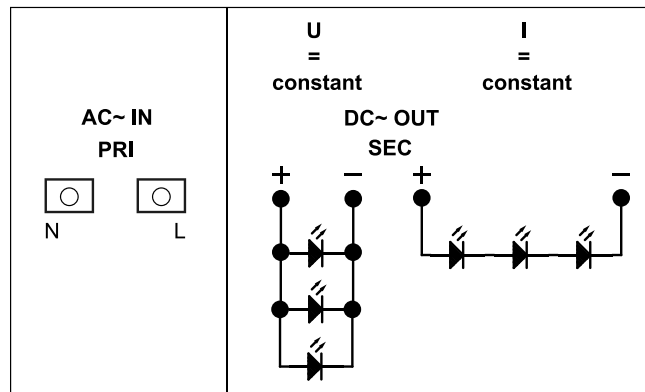 AC~ IN
PRI
N L
U
=
constant
I
=
constant
DC~ OUT
SEC
+ −
+ −